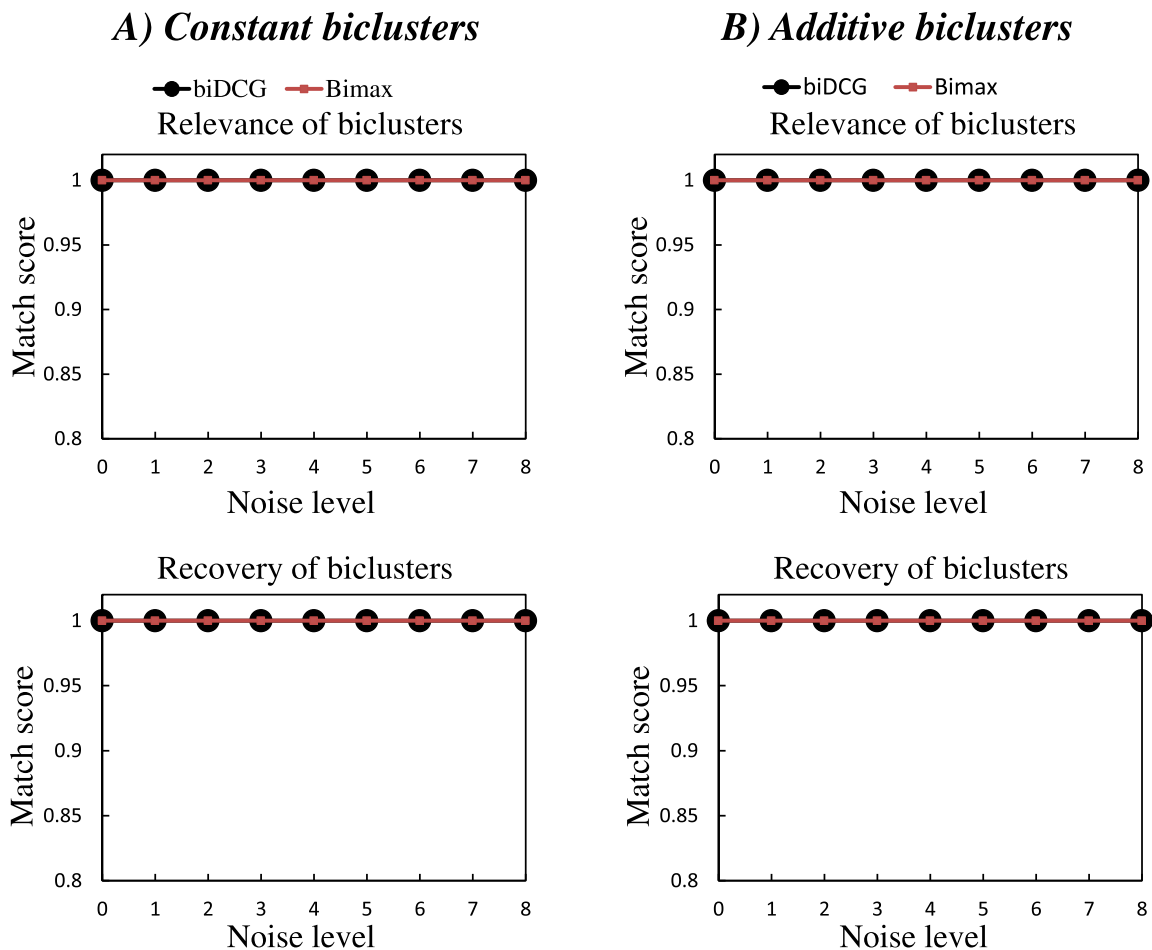 A) Constant biclusters
biDCG Bimax
Relevance of biclusters
1
0.95
0.9
0.85
0.8
Match score
0 1 2 3 4 5 6 7 8
Noise level
Recovery of biclusters
1
0.95
0.9
0.85
0.8
Match score
0 1 2 3 4 5 6 7 8
Noise level
B) Additive biclusters
biDCG Bimax
Relevance of biclusters
1
0.95
0.9
0.85
0.8
Match score
0 1 2 3 4 5 6 7 8
Noise level
Recovery of biclusters
1
0.95
0.9
0.85
0.8
Match score
0 1 2 3 4 5 6 7 8
Noise level